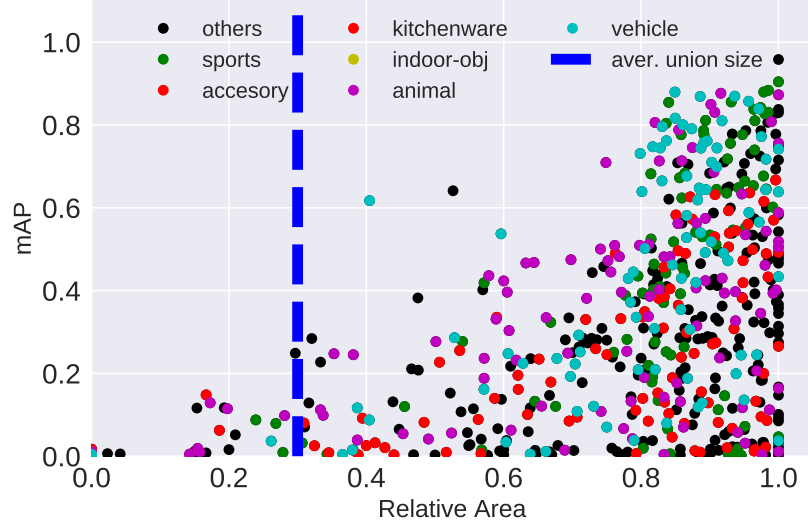 1.0
others
kitchenware
vehicle
sports
indoor-obj
aver. union size
accesory
animal
0.8
0.6
mAP
0.4
0.2
0.0
0.0 0.2 0.4 0.6 0.8 1.0
Relative Area